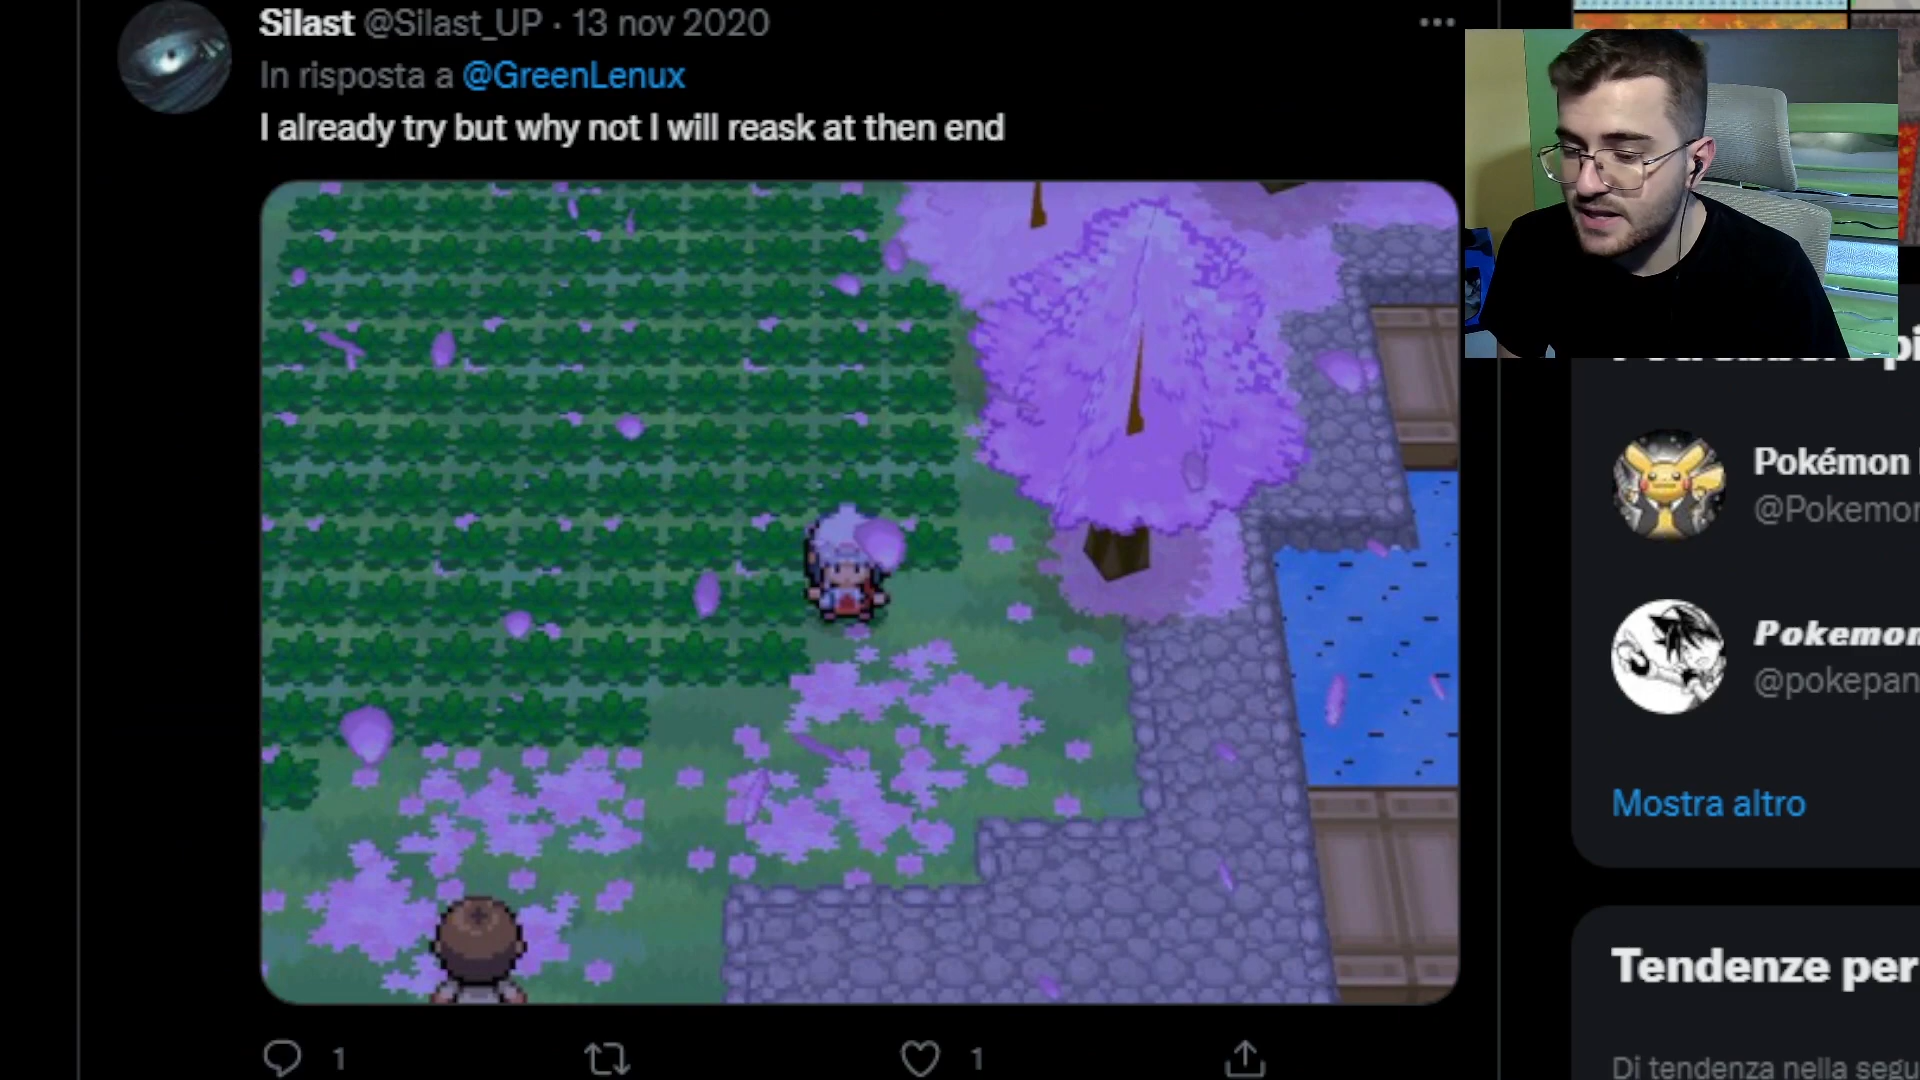 Silast @Silast_UP · 13 nov 2020
In risposta a @GreenLenux
I already try but why not I will reask at then end
1
1
Pokémon
@Pokemon
Pokemon
@pokepan
Mostra altro
Tendenze per
Di tendenza nella segu